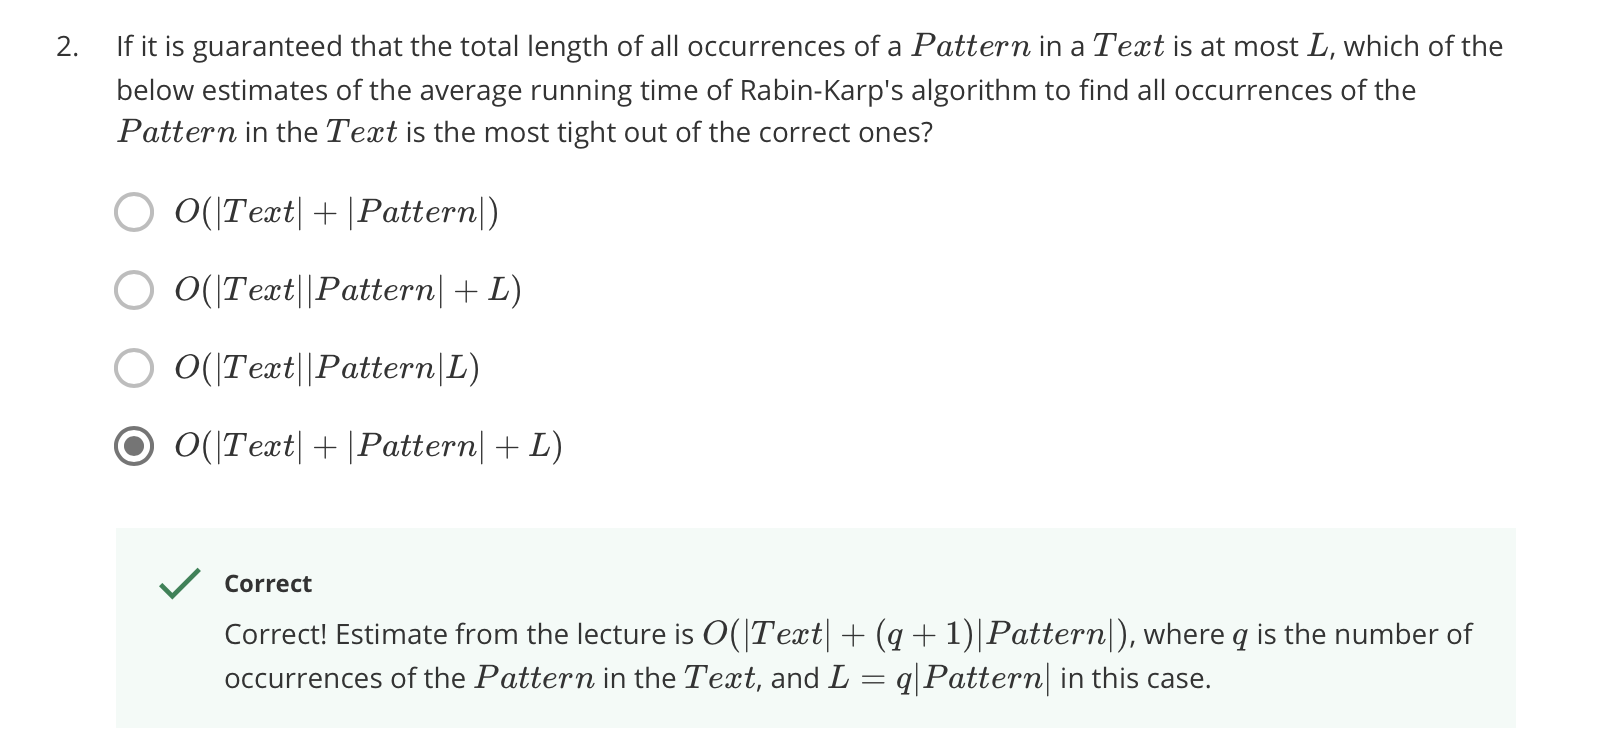 2. If it is guaranteed that the total length of all occurrences of a Pattern in a Text is at most L, which of the
below estimates of the average running time of Rabin-Karp's algorithm to find all occurrences of the
Pattern in the Text is the most tight out of the correct ones?
O(|Text| + |Pattern|)
O(|Text||Pattern| + L)
O(|Text||Pattern|L)
O(|Text| + |Pattern| + L)
Correct
Correct! Estimate from the lecture is O(|Text| + (q + 1)|Pattern|), where q is the number of
occurrences of the Pattern in the Text, and L = q|Pattern| in this case.